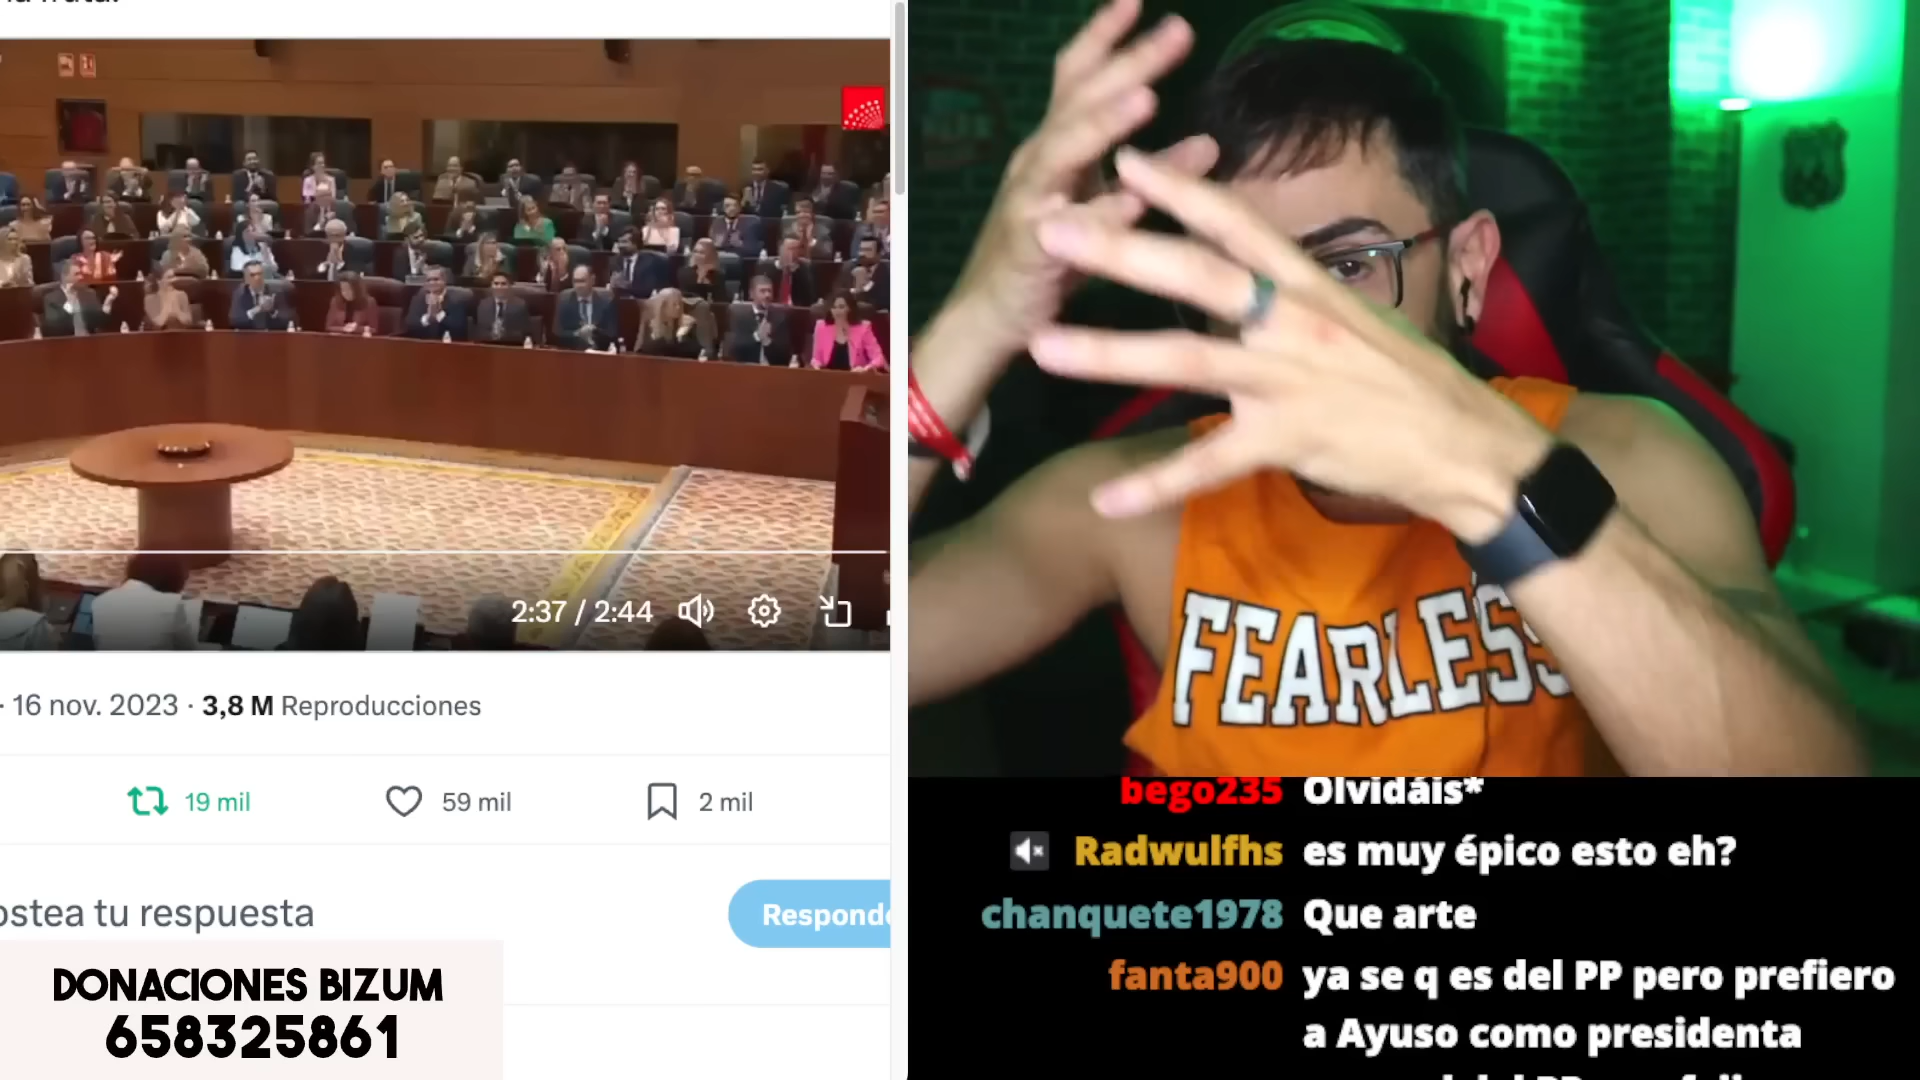 2:37 / 2:44
· 16 nov. 2023 · 3,8 M Reproducciones
19 mil
59 mil
2 mil
ostea tu respuesta
Responde
DONACIONES BIZUM
658325861
FEARLESS
bego235 Olvidáis*
Radwulfhs es muy épico esto eh?
chanquete1978 Que arte
fanta900 ya se q es del PP pero prefiero
a Ayuso como presidenta